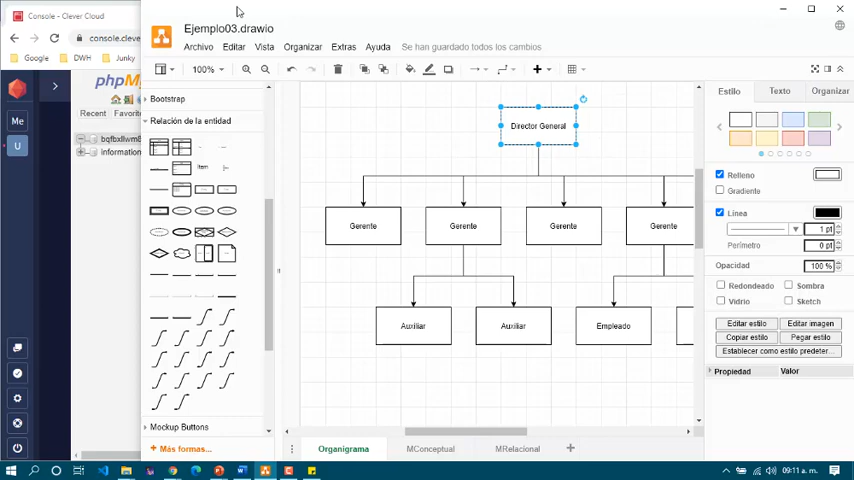 Console - Clever Cloud
console.cleve
Google
DWH
Junky
Me
U
phpM
Recent
Favorit
qbfbxllwm8
information
Ejemplo03.drawio
Archivo Editar Vista Organizar Extras Ayuda Se han guardado todos los cambios
100%
Bootstrap
Relación de la entidad
Item
Mockup Buttons
+ Más formas...
Director General
Gerente Gerente Gerente Gerente
Auxiliar Auxiliar Empleado
Organigrama MConceptual MRelacional
Estilo Texto Organizar
Relleno
Gradiente
Línea
1 pt
Perímetro 0 pt
Opacidad 100 %
Redondeado Sombra
Vidrio Sketch
Editar estilo Editar imagen
Copiar estilo Pegar estilo
Establecer como estilo predeter...
Propiedad Valor
09:11 a. m.